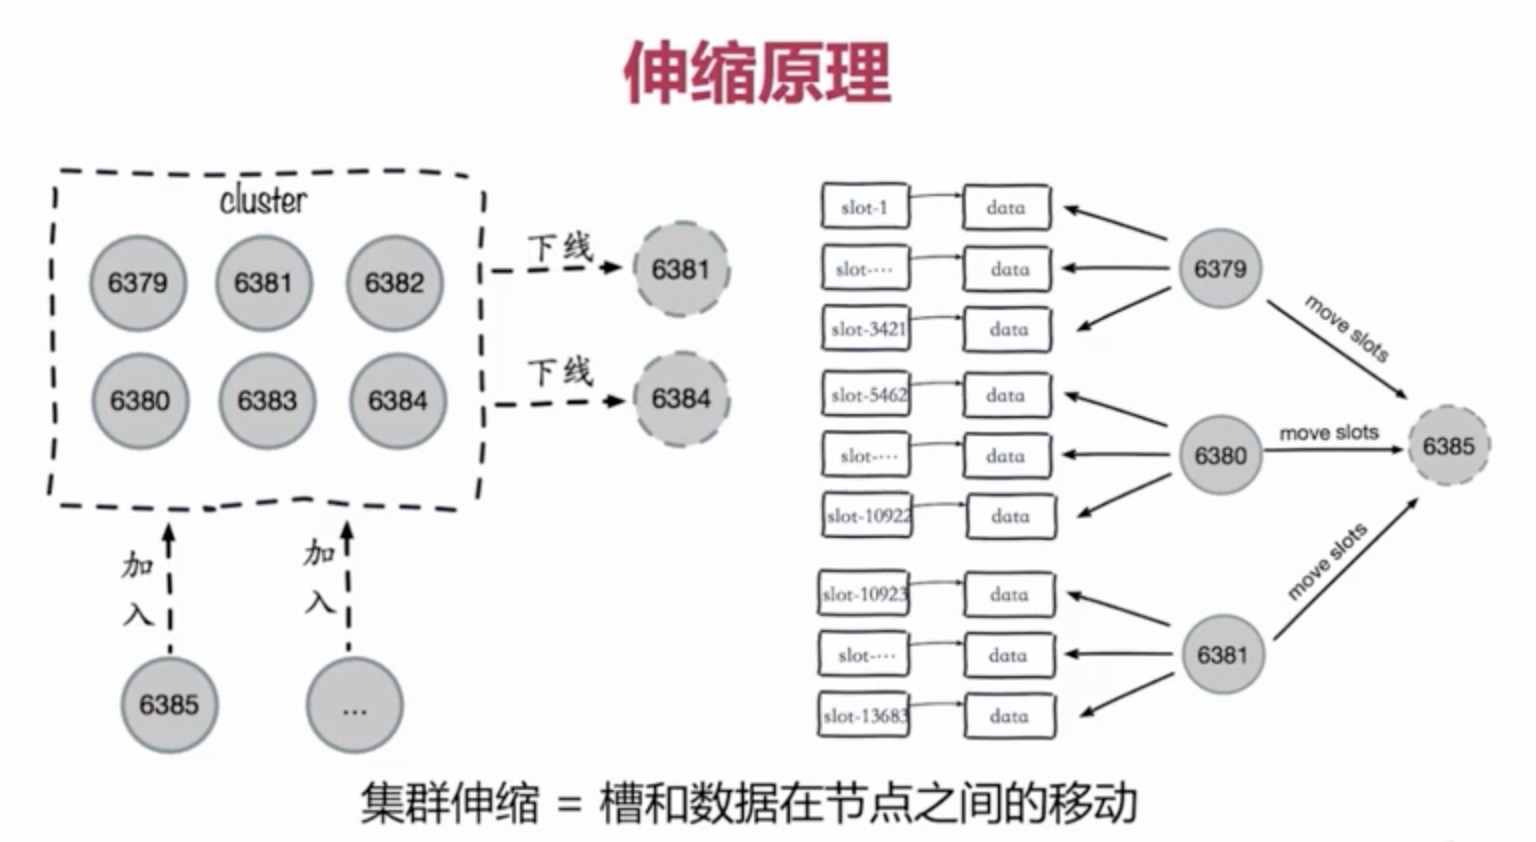 伸缩原理
cluster
6379
6381
6382
6380
6383
6384
下线
6381
下线
6384
加入
加入
6385
...
slot-1
data
slot-····
data
slot-3421
data
slot-5462
data
slot-···
data
slot-10922
data
slot-10923
data
slot-····
data
slot-13683
data
6379
6380
6381
move slots
move slots
move slots
6385
集群伸缩 = 槽和数据在节点之间的移动